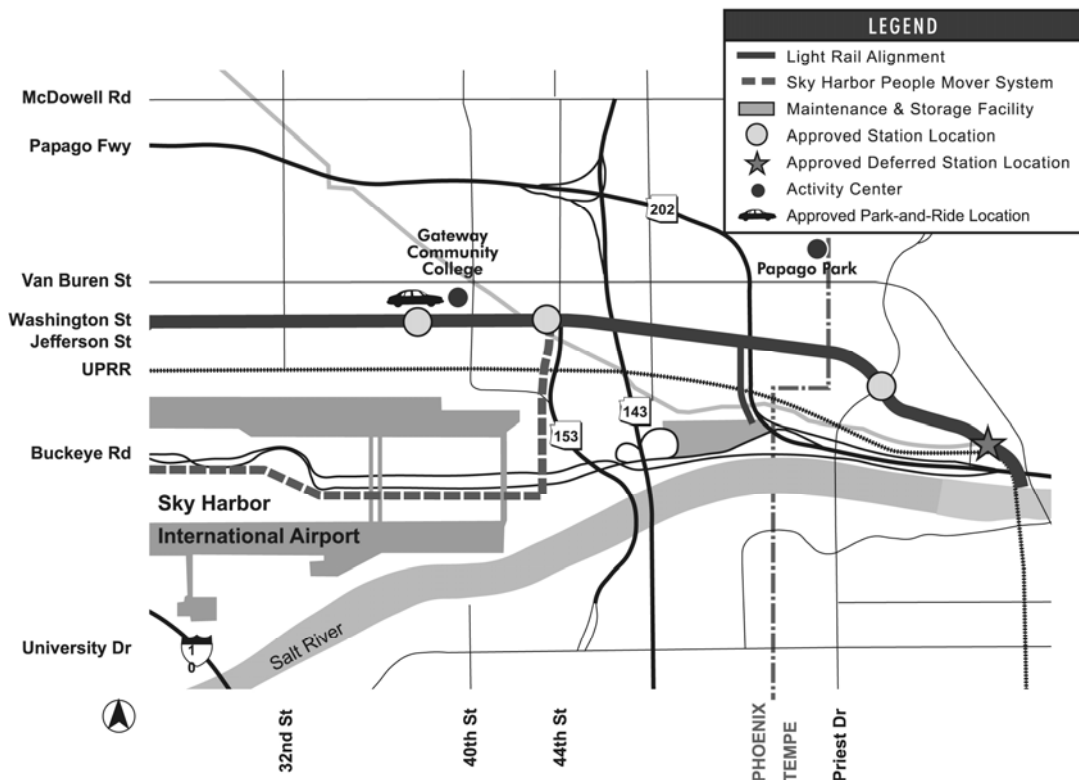 LEGEND
Light Rail Alignment
Sky Harbor People Mover System
Maintenance & Storage Facility
Approved Station Location
Approved Deferred Station Location
Activity Center
Approved Park-and-Ride Location
McDowell Rd
Papago Fwy
202
Gateway
Community
College
Papago Park
Van Buren St
Washington St
Jefferson St
UPRR
143
153
Buckeye Rd
Sky Harbor
International Airport
Salt River
University Dr
1
0
32nd St
40th St
44th St
PHOENIX
TEMPE
Priest Dr